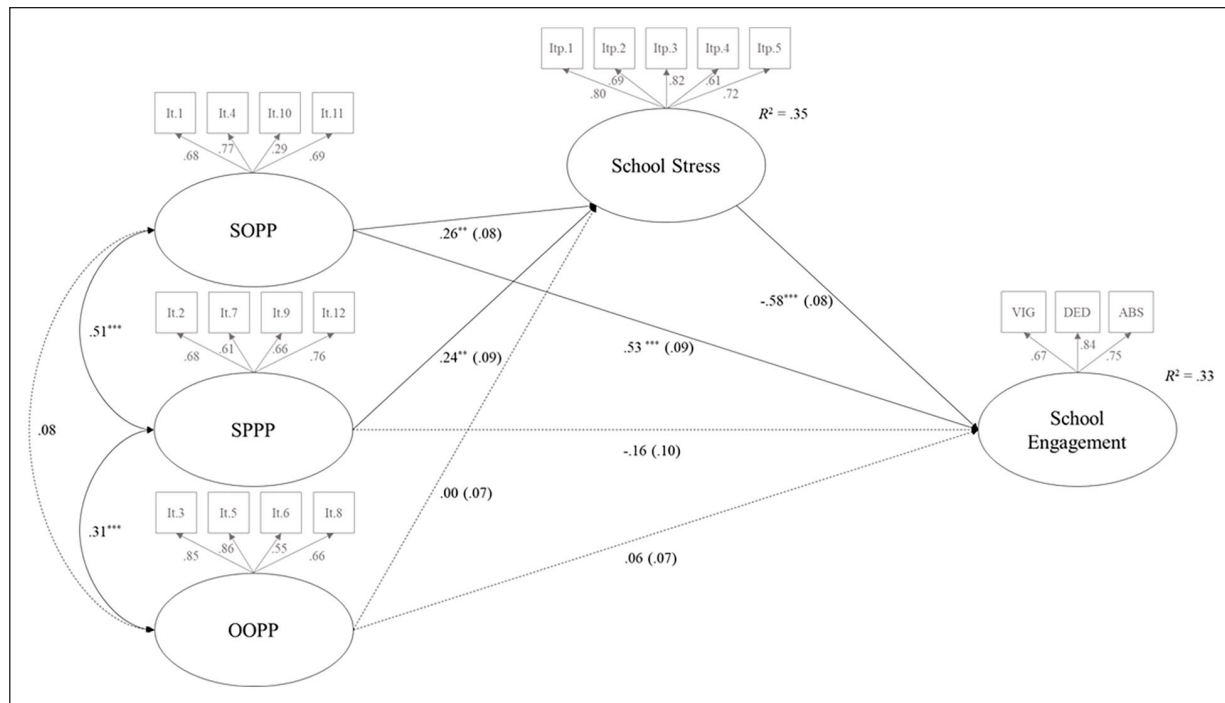 Itp.1 Itp.2 Itp.3 Itp.4 Itp.5
.80 .69 .82 .61 .72
R² = .35
School Stress
It.1 It.4 It.10 It.11
.68 .77 .29 .69
SOPP
.26** (.08)
-.58*** (.08)
.51***
It.2 It.7 It.9 It.12
.68 .61 .66 .76
VIG DED ABS
.67 .84 .75
.53 *** (.09)
.24** (.09)
R² = .33
SPPP
School
Engagement
.08
-.16 (.10)
.00 (.07)
It.3 It.5 It.6 It.8
.85 .86 .55 .66
.31***
.06 (.07)
OOPP